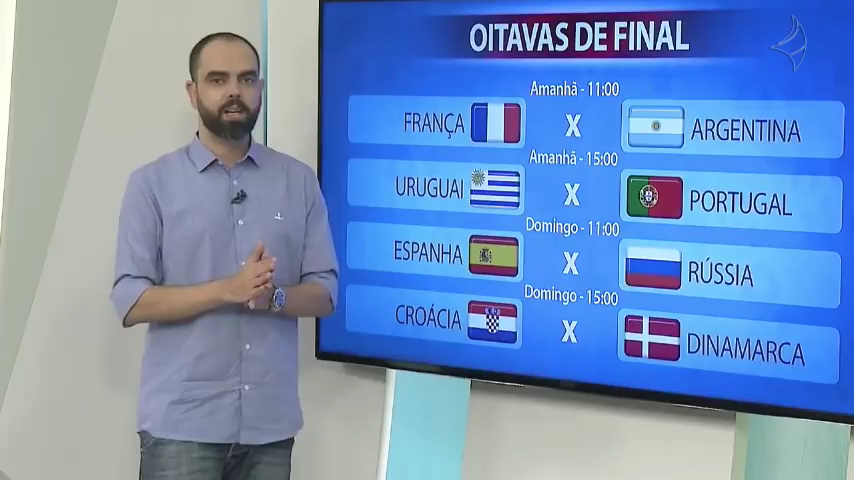 OITAVAS DE FINAL
Amanhã - 11:00
FRANÇA X ARGENTINA
Amanhã - 15:00
URUGUAI X PORTUGAL
Domingo - 11:00
ESPANHA X RÚSSIA
Domingo - 15:00
CROÁCIA X DINAMARCA